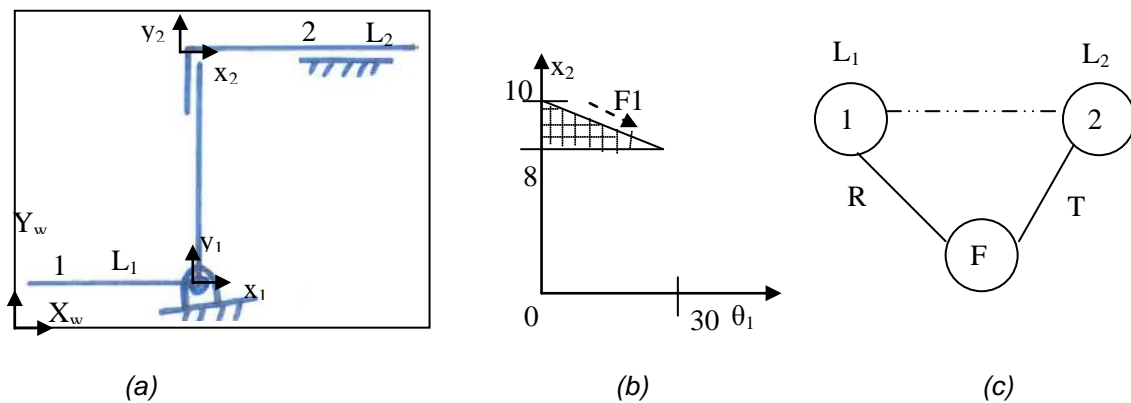 y₂
2 L₂
x₂
Y_w
y₁
1 L₁
x₁
X_w
(a)
x₂
10
F1
8
0
30 θ₁
(b)
L₁ L₂
1 2
R T
F
(c)